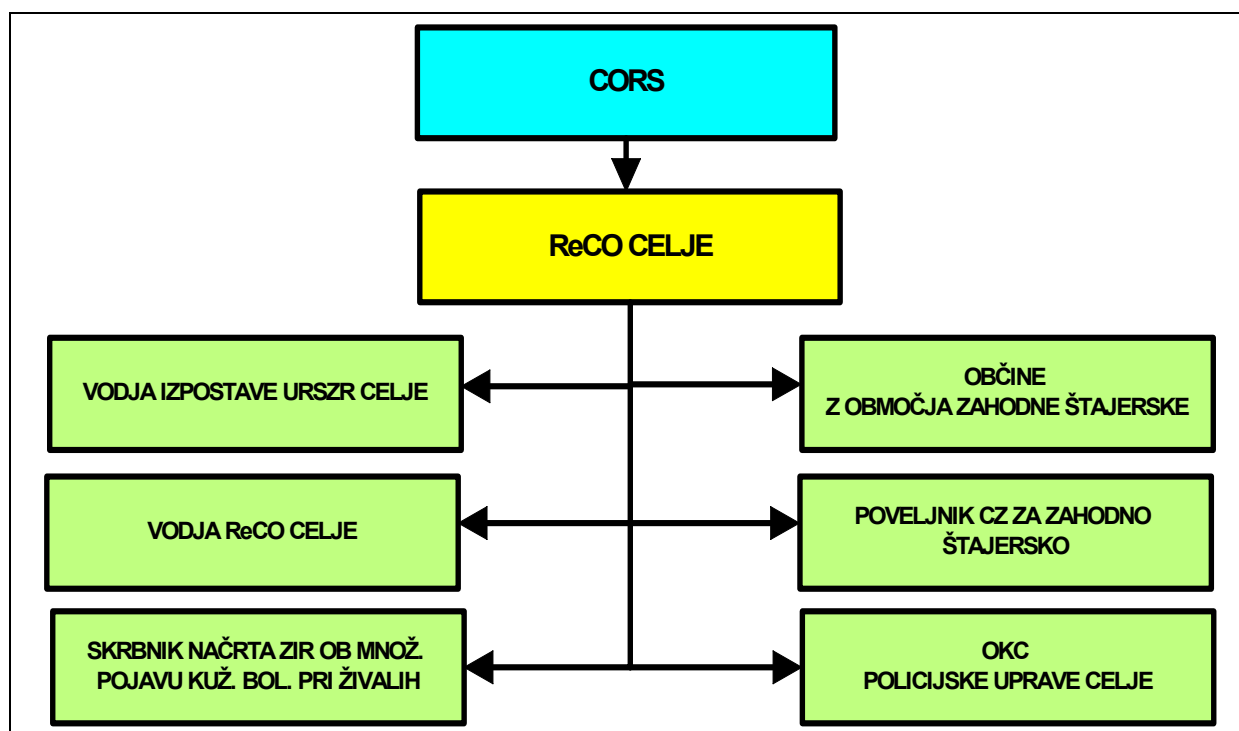 CORS
ReCO CELJE
VODJA IZPOSTAVE URSZR CELJE
OBČINE
Z OBMOČJA ZAHODNE ŠTAJERSKE
VODJA ReCO CELJE
POVELJNIK CZ ZA ZAHODNO
ŠTAJERSKO
SKRBNIK NAČRTA ZIR OB MNOŽ.
POJAVU KUŽ. BOL. PRI ŽIVALIH
OKC
POLICIJSKE UPRAVE CELJE